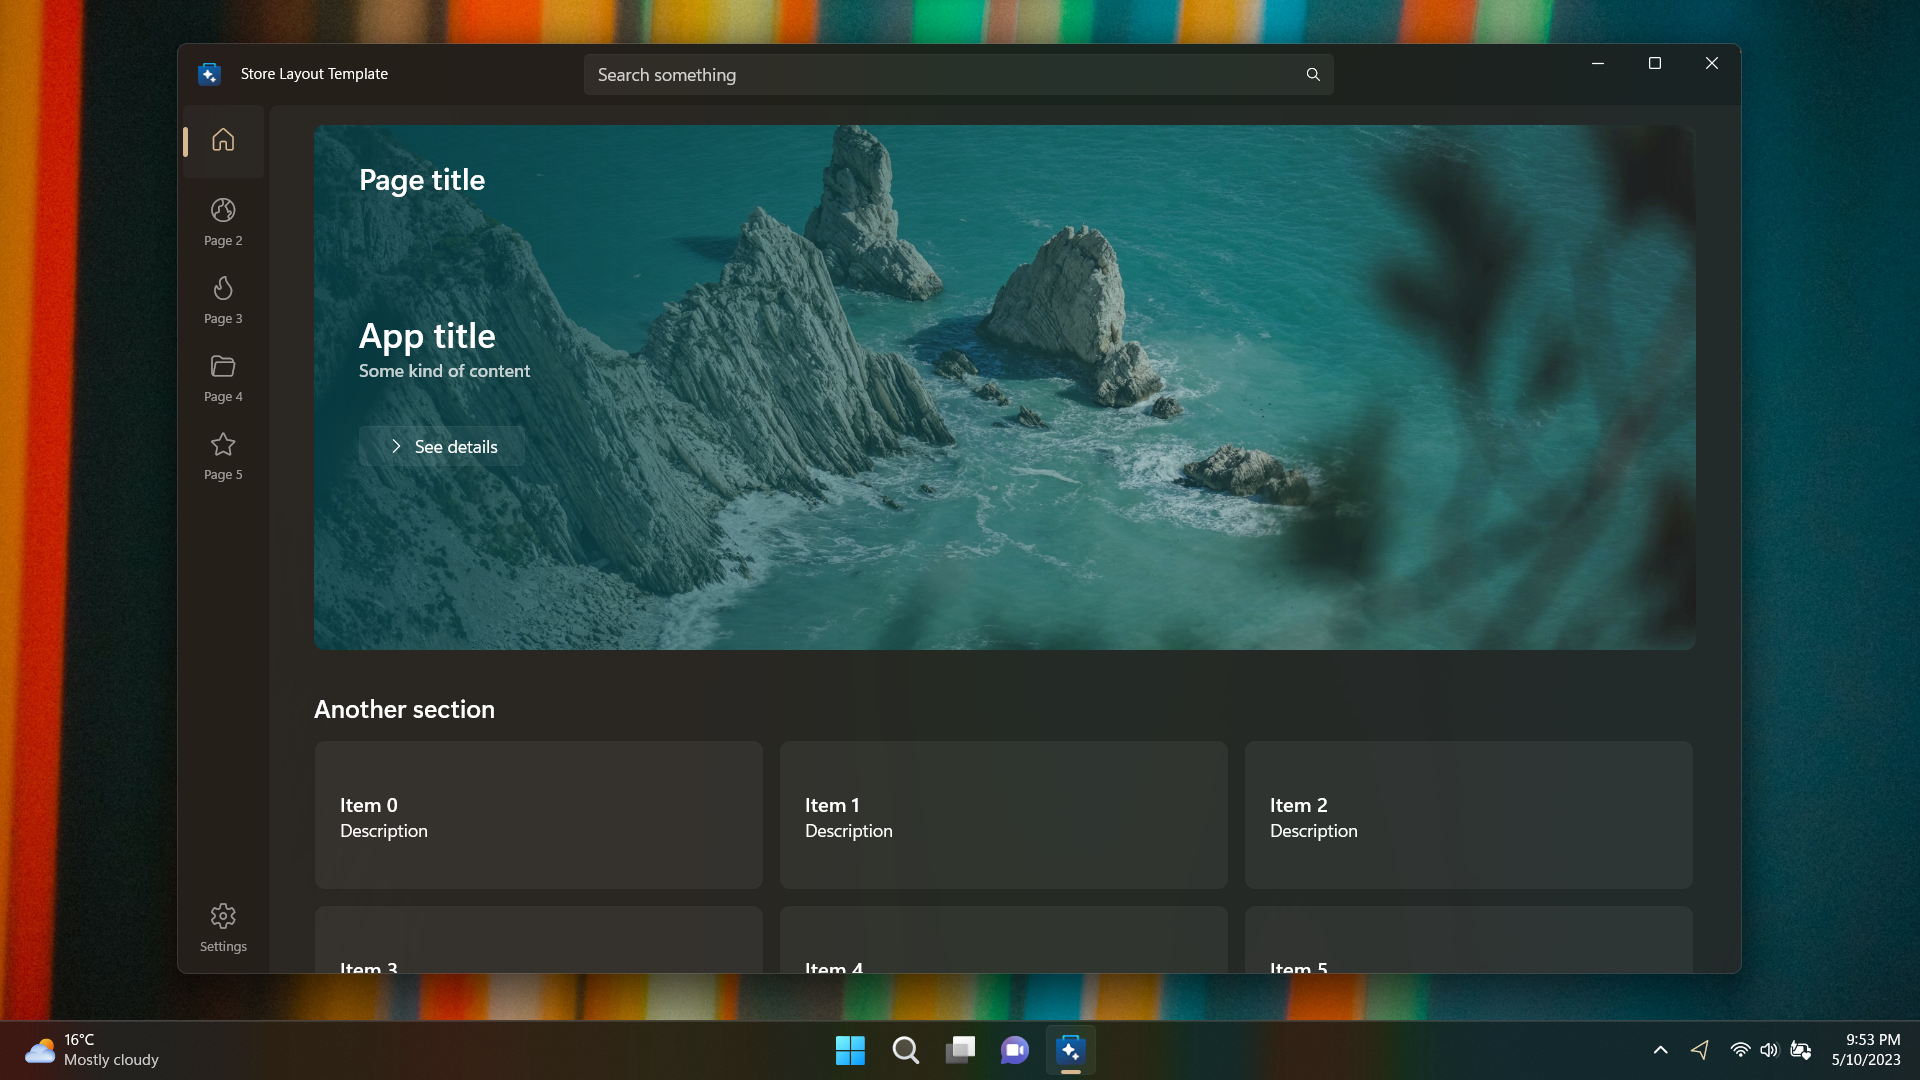 Store Layout Template
Search something
Page title
Page 2
Page 3
App title
Some kind of content
Page 4
See details
Page 5
Another section
Item 0
Description
Item 1
Description
Item 2
Description
Settings
Item 3
Item 4
Item 5
16°C
Mostly cloudy
9:53 PM
5/10/2023